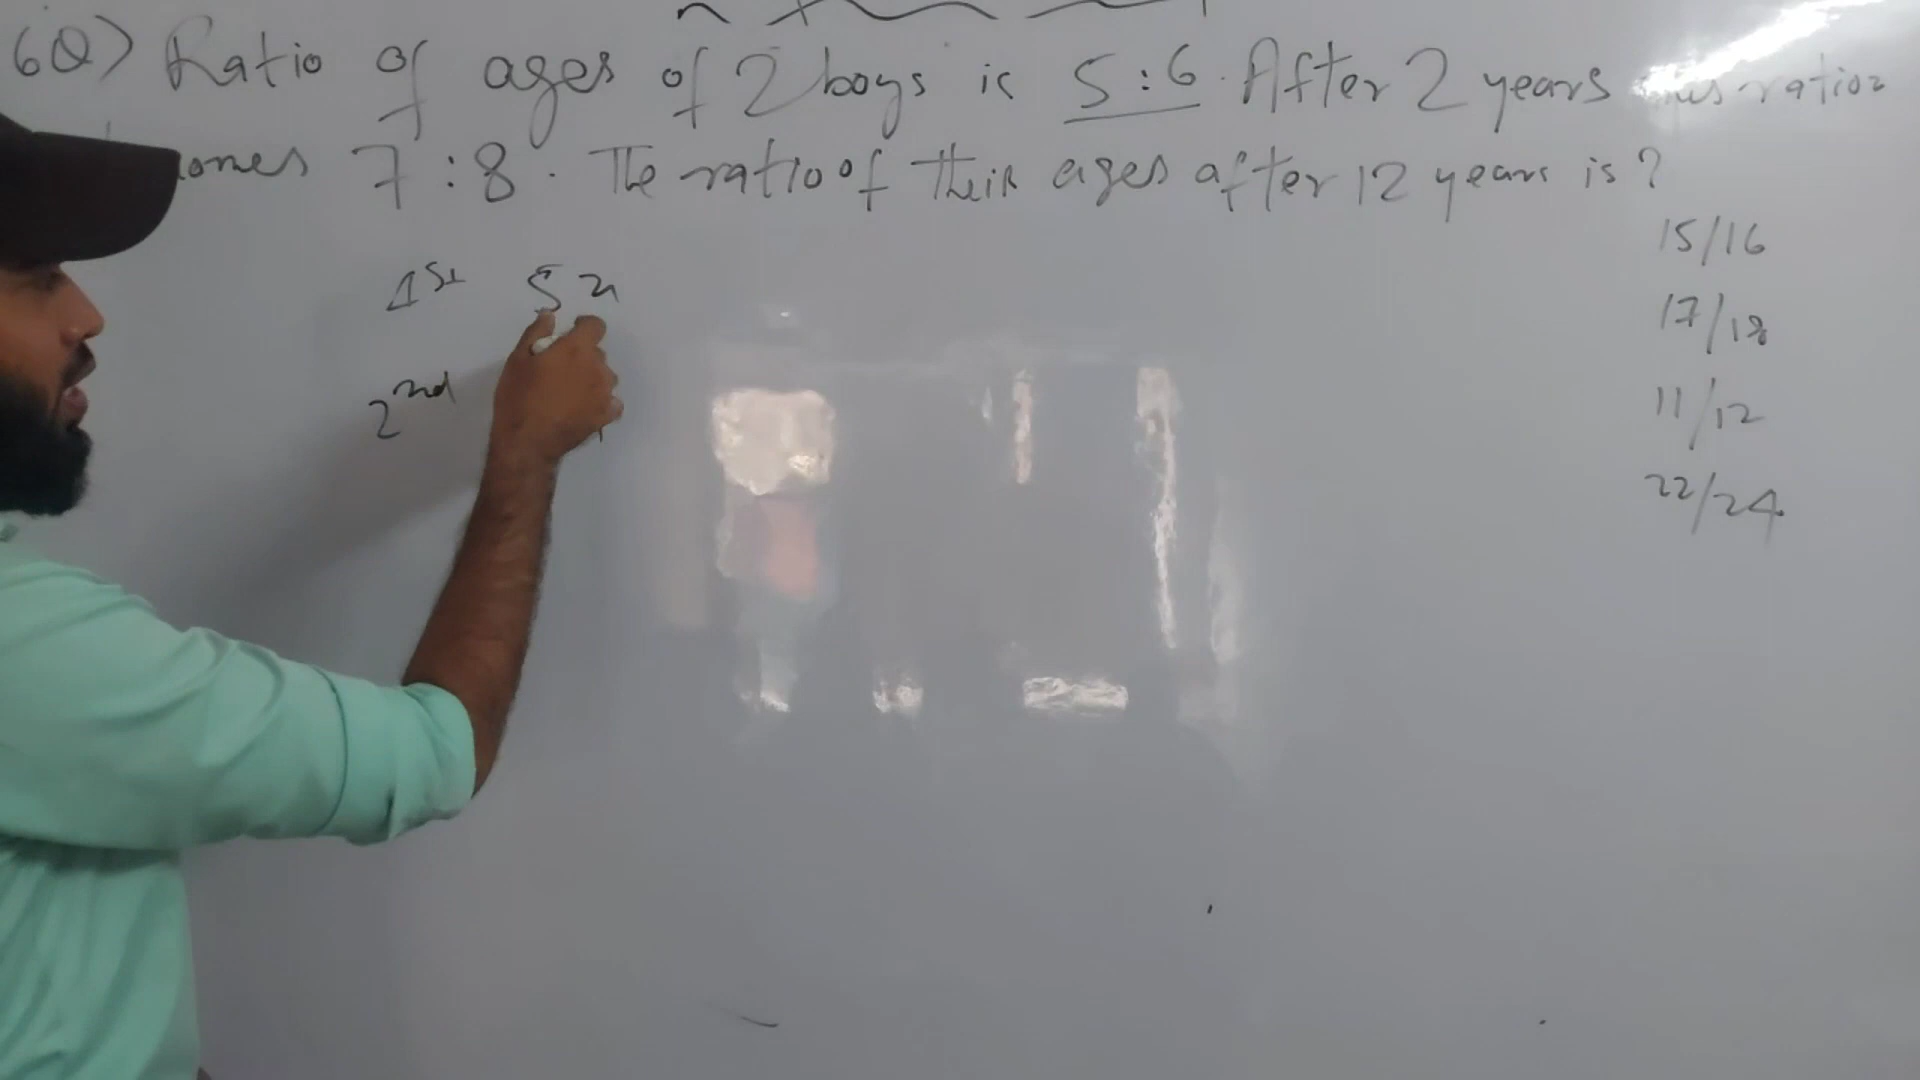 6Q) Ratio of ages of 2 boys is 5:6. After 2 years ratio
7:8. The ratio of their ages after 12 years is?
15/16
1st 5x
17/18
2nd
11/12
22/24